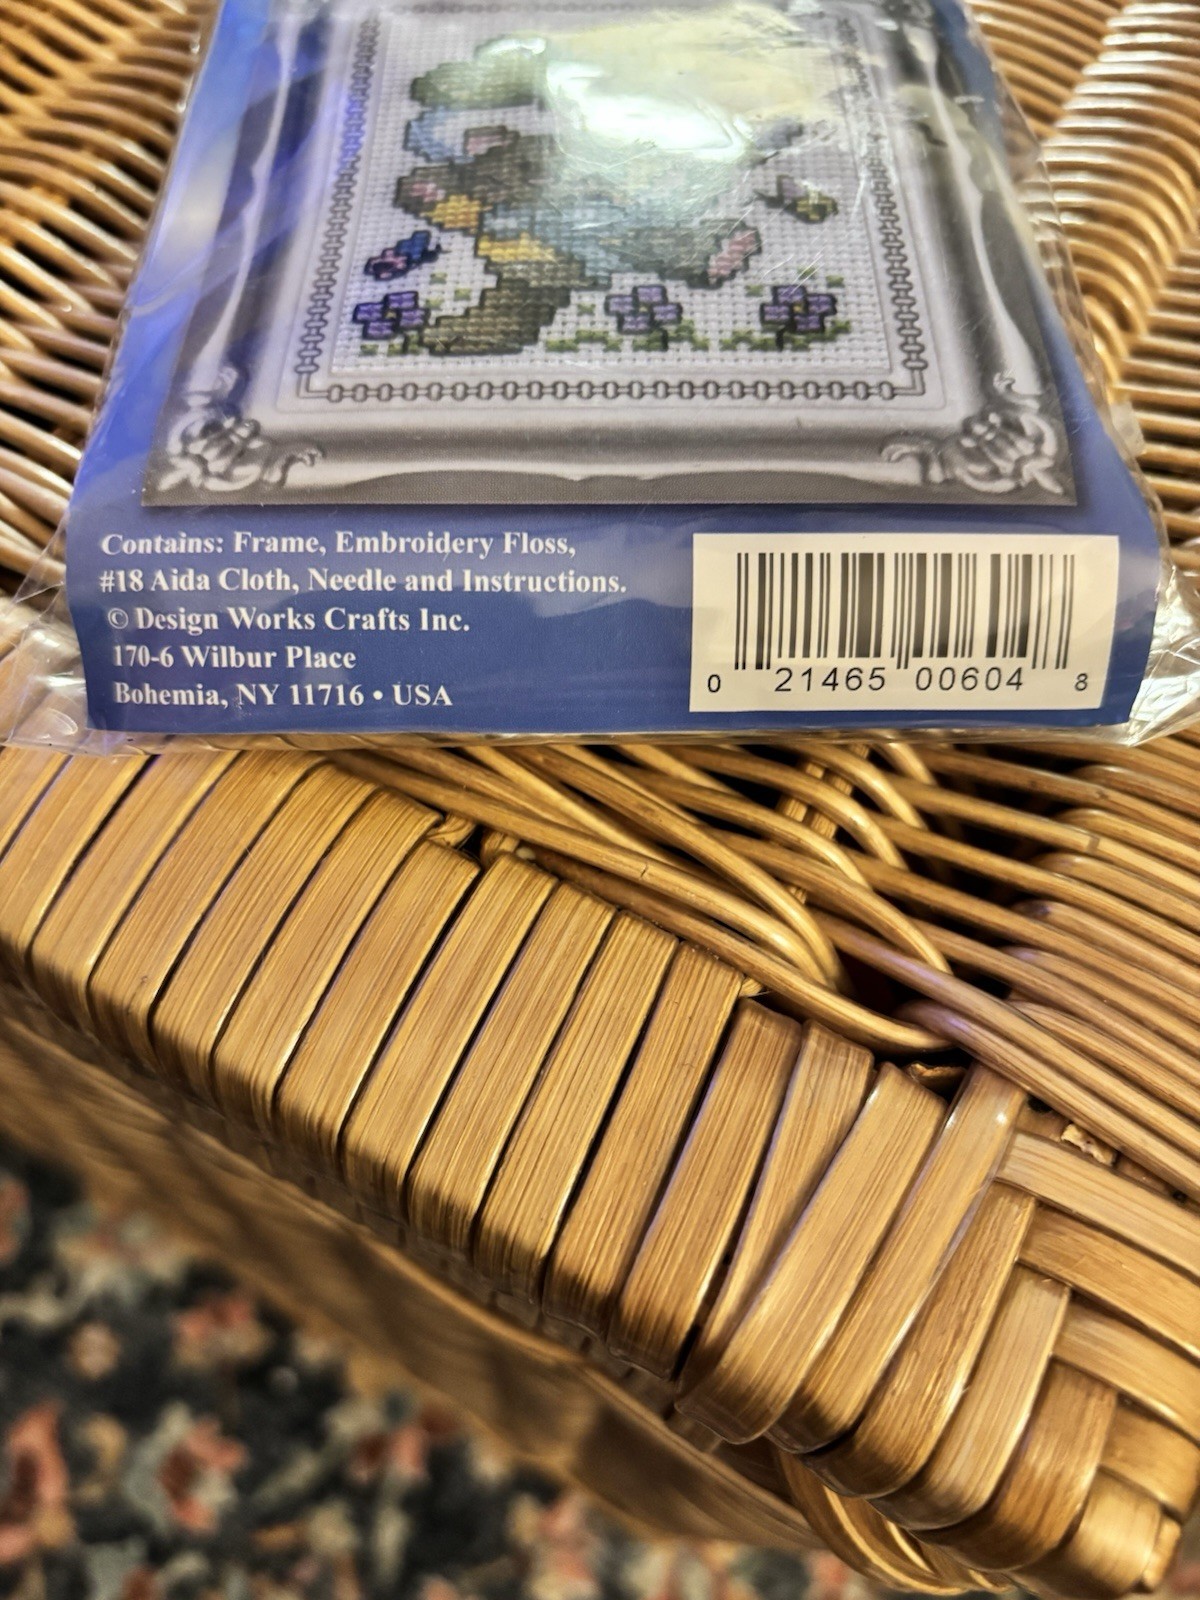 Contains: Frame, Embroidery Floss,
#18 Aida Cloth, Needle and Instructions.
© Design Works Crafts Inc.
170-6 Wilbur Place
Bohemia, NY 11716 • USA
0 21465 00604 8